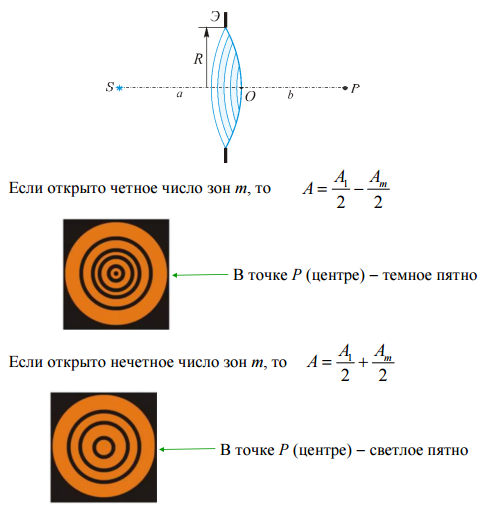 Э
R
S
a
O
b
P
Если открыто четное число зон m, то A = A₁/2 − Aₘ/2
В точке P (центре) – темное пятно
Если открыто нечетное число зон m, то A = A₁/2 + Aₘ/2
В точке P (центре) – светлое пятно